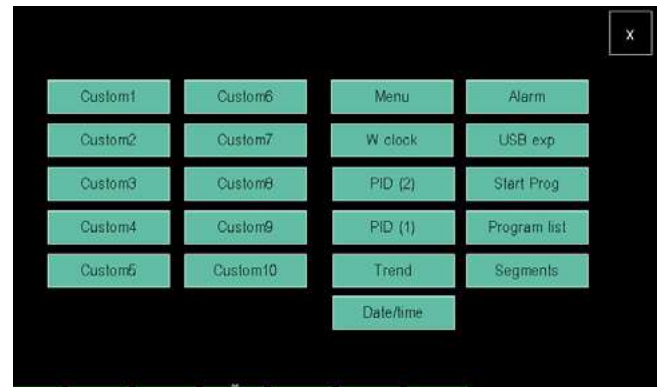 X
Custom1 Custom6 Menu Alarm
Custom2 Custom7 W clock USB exp
Custom3 Custom8 PID (2) Start Prog
Custom4 Custom9 PID (1) Program list
Custom5 Custom10 Trend Segments
Date/time